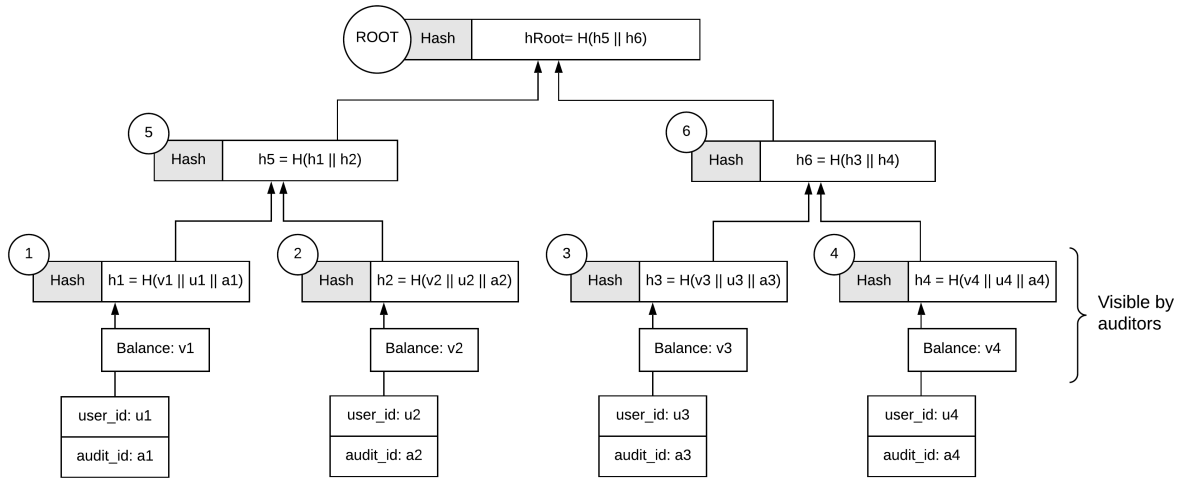 ROOT
Hash
hRoot= H(h5 || h6)
5
Hash
h5 = H(h1 || h2)
6
Hash
h6 = H(h3 || h4)
1
Hash
h1 = H(v1 || u1 || a1)
2
Hash
h2 = H(v2 || u2 || a2)
3
Hash
h3 = H(v3 || u3 || a3)
4
Hash
h4 = H(v4 || u4 || a4)
Visible by
auditors
Balance: v1
Balance: v2
Balance: v3
Balance: v4
user_id: u1
user_id: u2
user_id: u3
user_id: u4
audit_id: a1
audit_id: a2
audit_id: a3
audit_id: a4